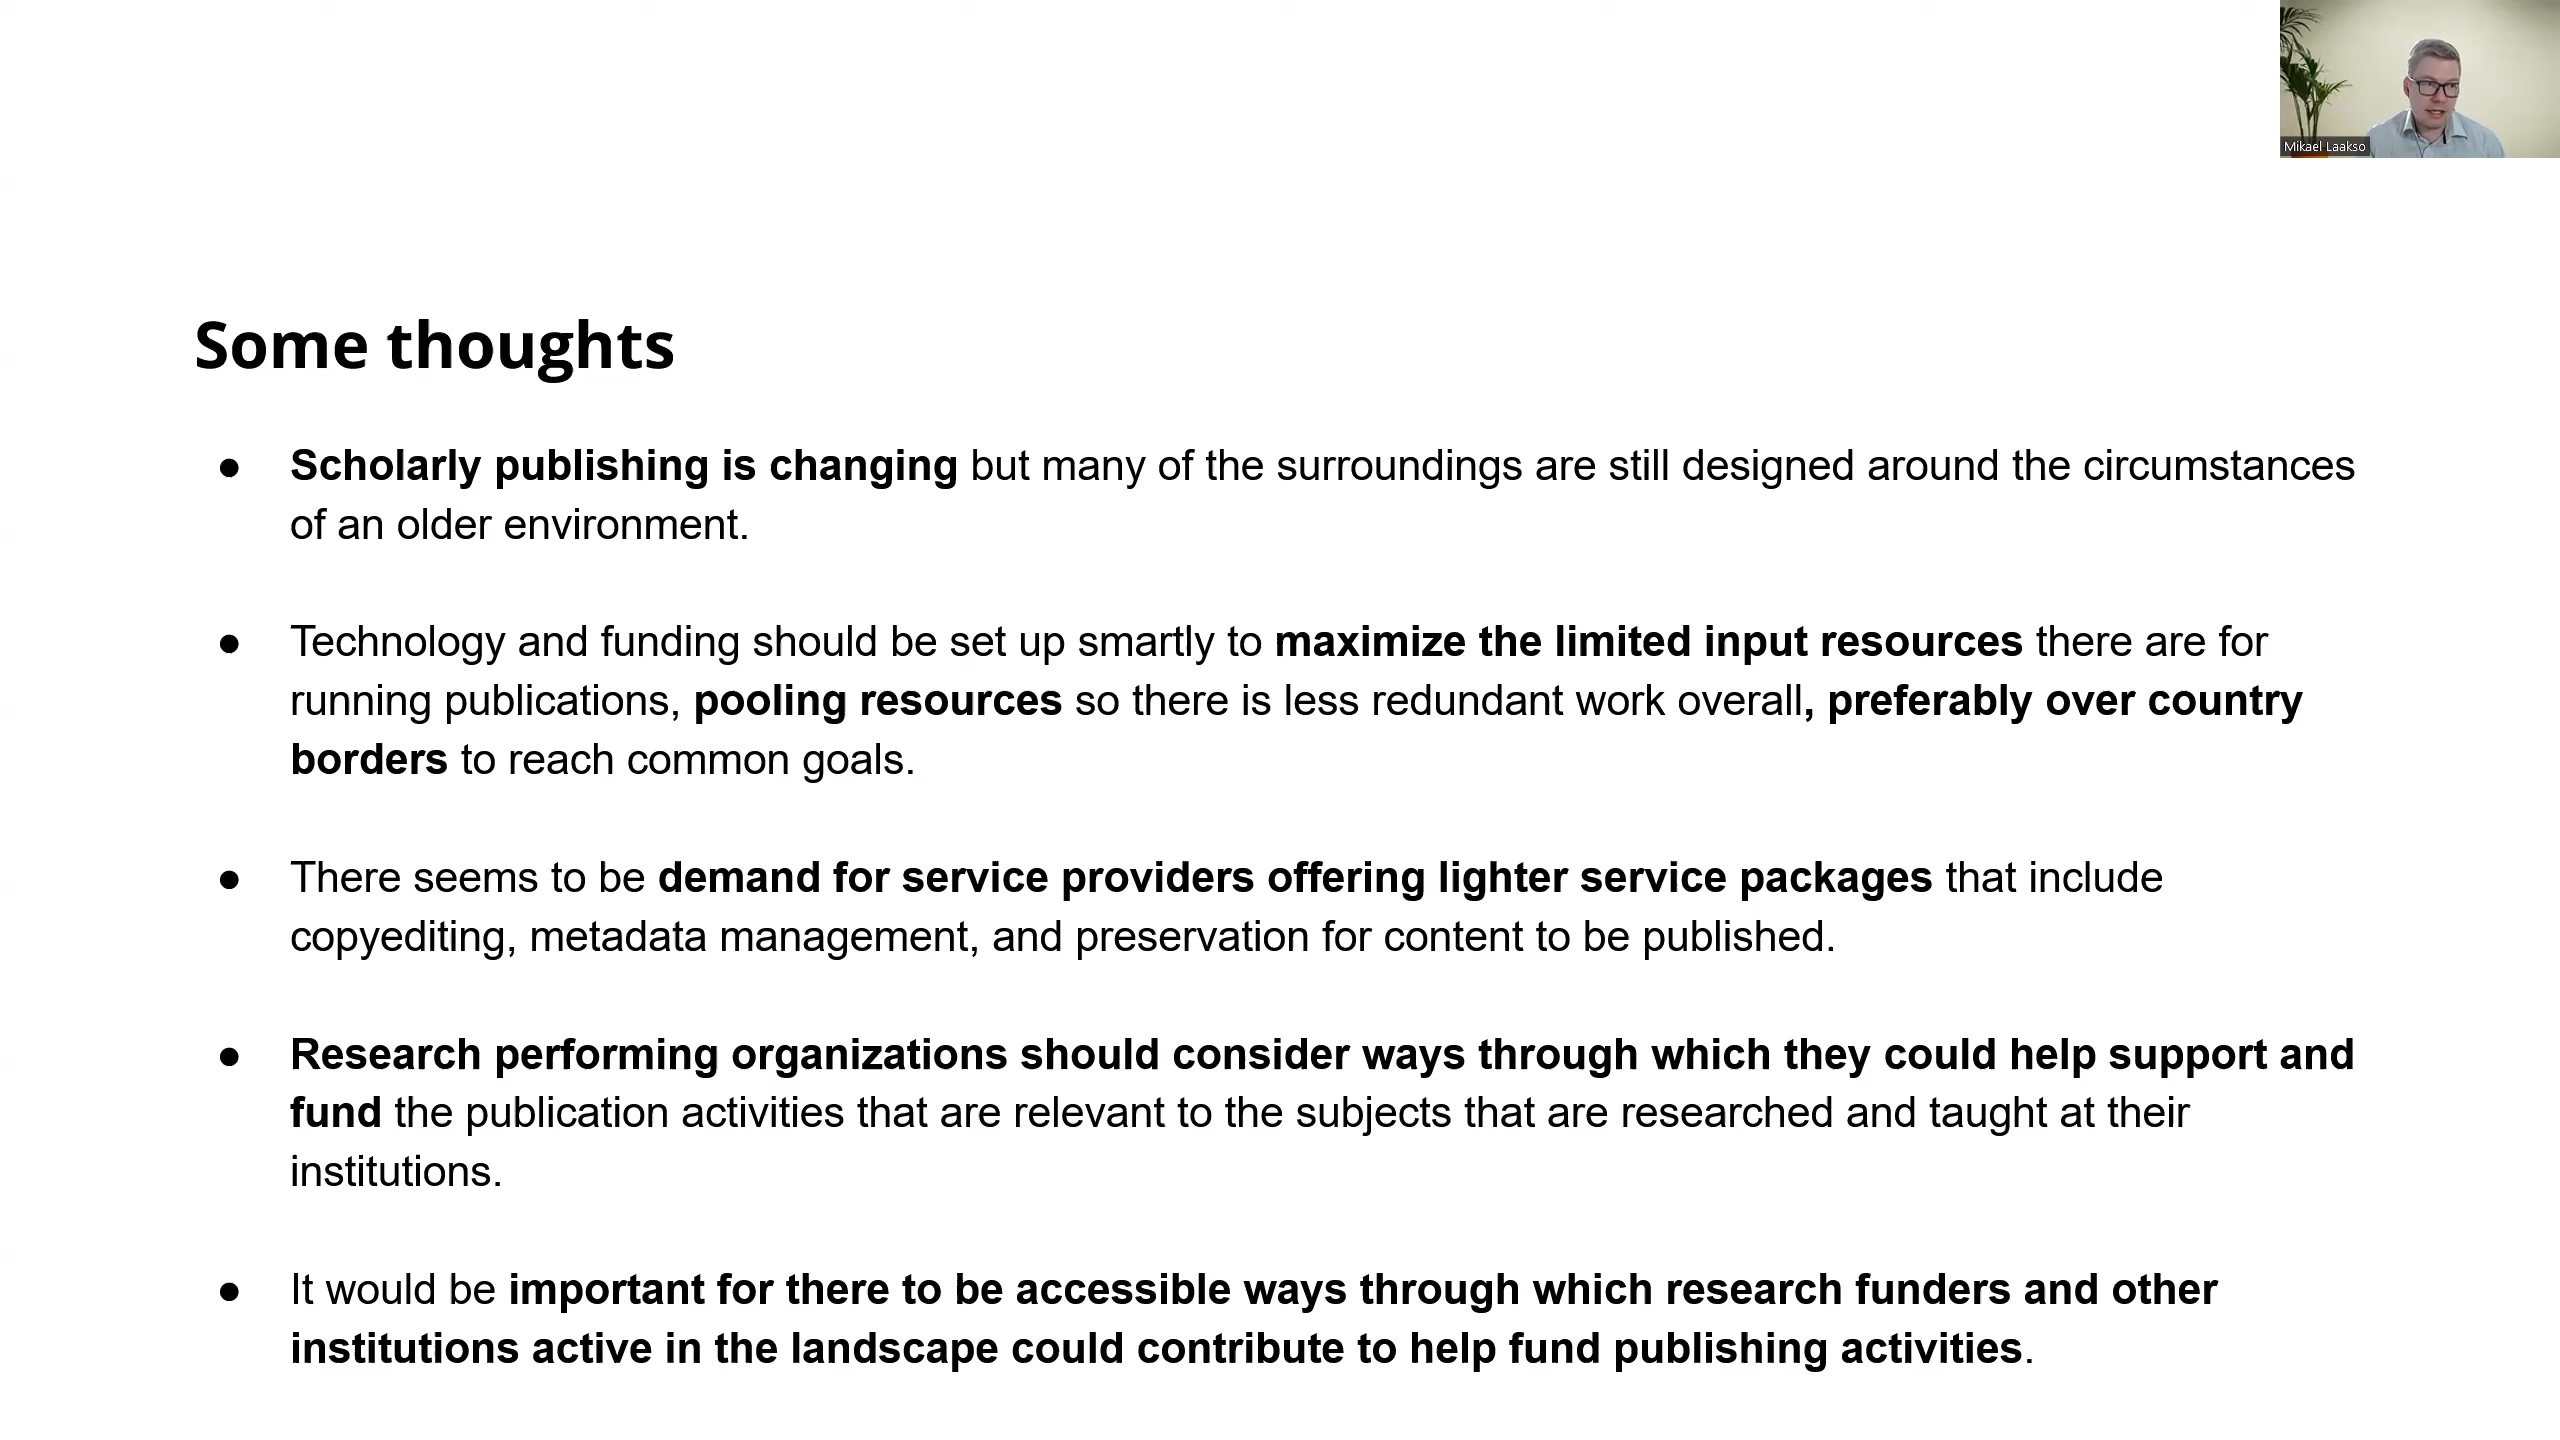 Mikael Laakso
Some thoughts
● Scholarly publishing is changing but many of the surroundings are still designed around the circumstances
of an older environment.
● Technology and funding should be set up smartly to maximize the limited input resources there are for
running publications, pooling resources so there is less redundant work overall, preferably over country
borders to reach common goals.
● There seems to be demand for service providers offering lighter service packages that include
copyediting, metadata management, and preservation for content to be published.
● Research performing organizations should consider ways through which they could help support and
fund the publication activities that are relevant to the subjects that are researched and taught at their
institutions.
● It would be important for there to be accessible ways through which research funders and other
institutions active in the landscape could contribute to help fund publishing activities.